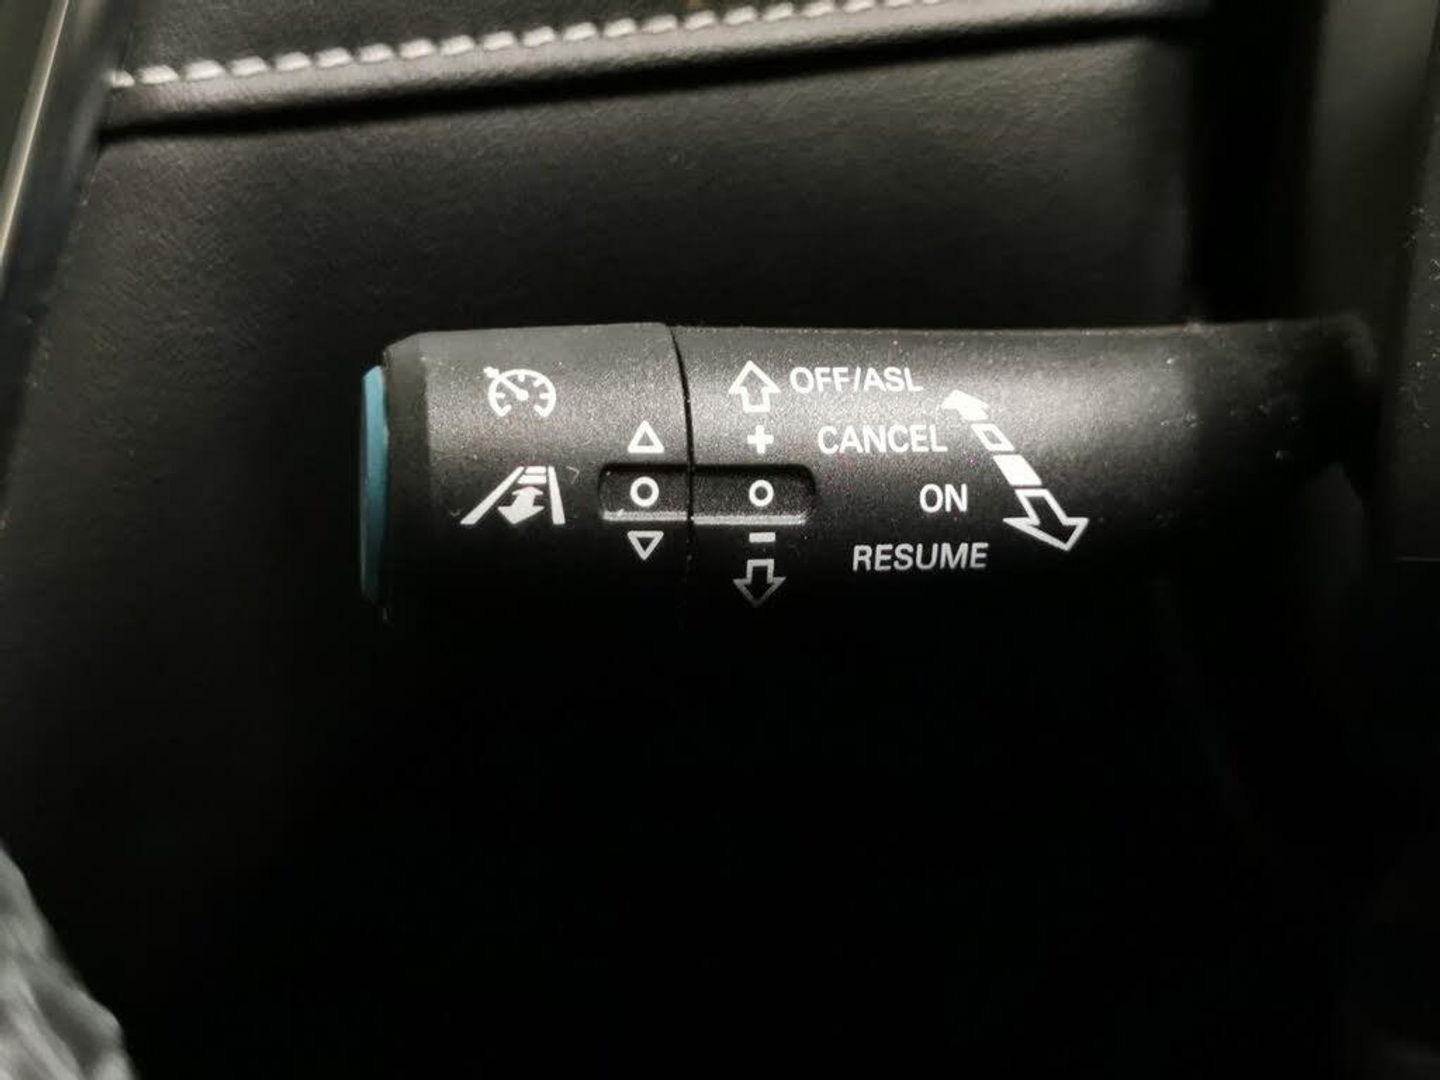 OFF/ASL
+ CANCEL
ON
-
RESUME